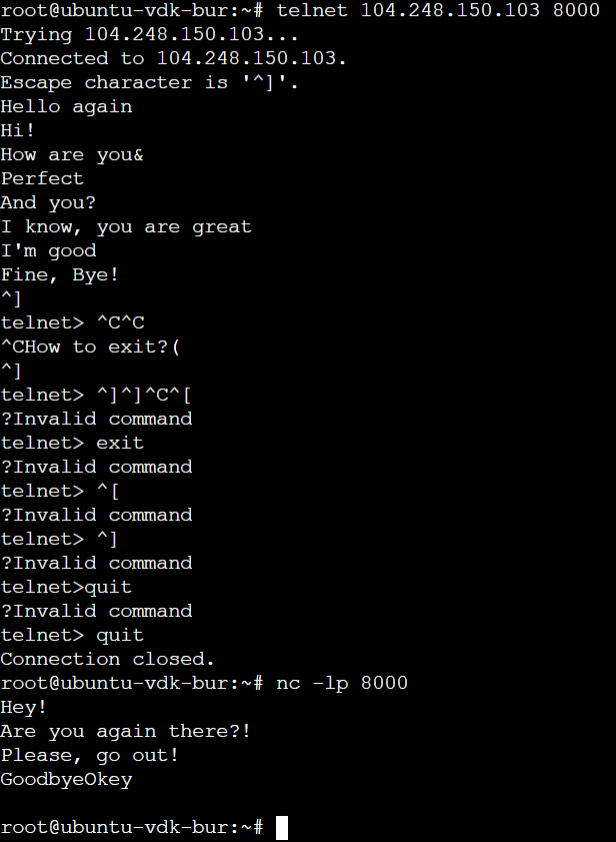 root@ubuntu-vdk-bur:~# telnet 104.248.150.103 8000
Trying 104.248.150.103...
Connected to 104.248.150.103.
Escape character is '^]'.
Hello again
Hi!
How are you&
Perfect
And you?
I know, you are great
I'm good
Fine, Bye!
^]
telnet> ^C^C
^CHow to exit?(
^]
telnet> ^]^]^C^[
?Invalid command
telnet> exit
?Invalid command
telnet> ^[
?Invalid command
telnet> ^]
?Invalid command
telnet>quit
?Invalid command
telnet> quit
Connection closed.
root@ubuntu-vdk-bur:~# nc -lp 8000
Hey!
Are you again there?!
Please, go out!
GoodbyeOkey
root@ubuntu-vdk-bur:~#